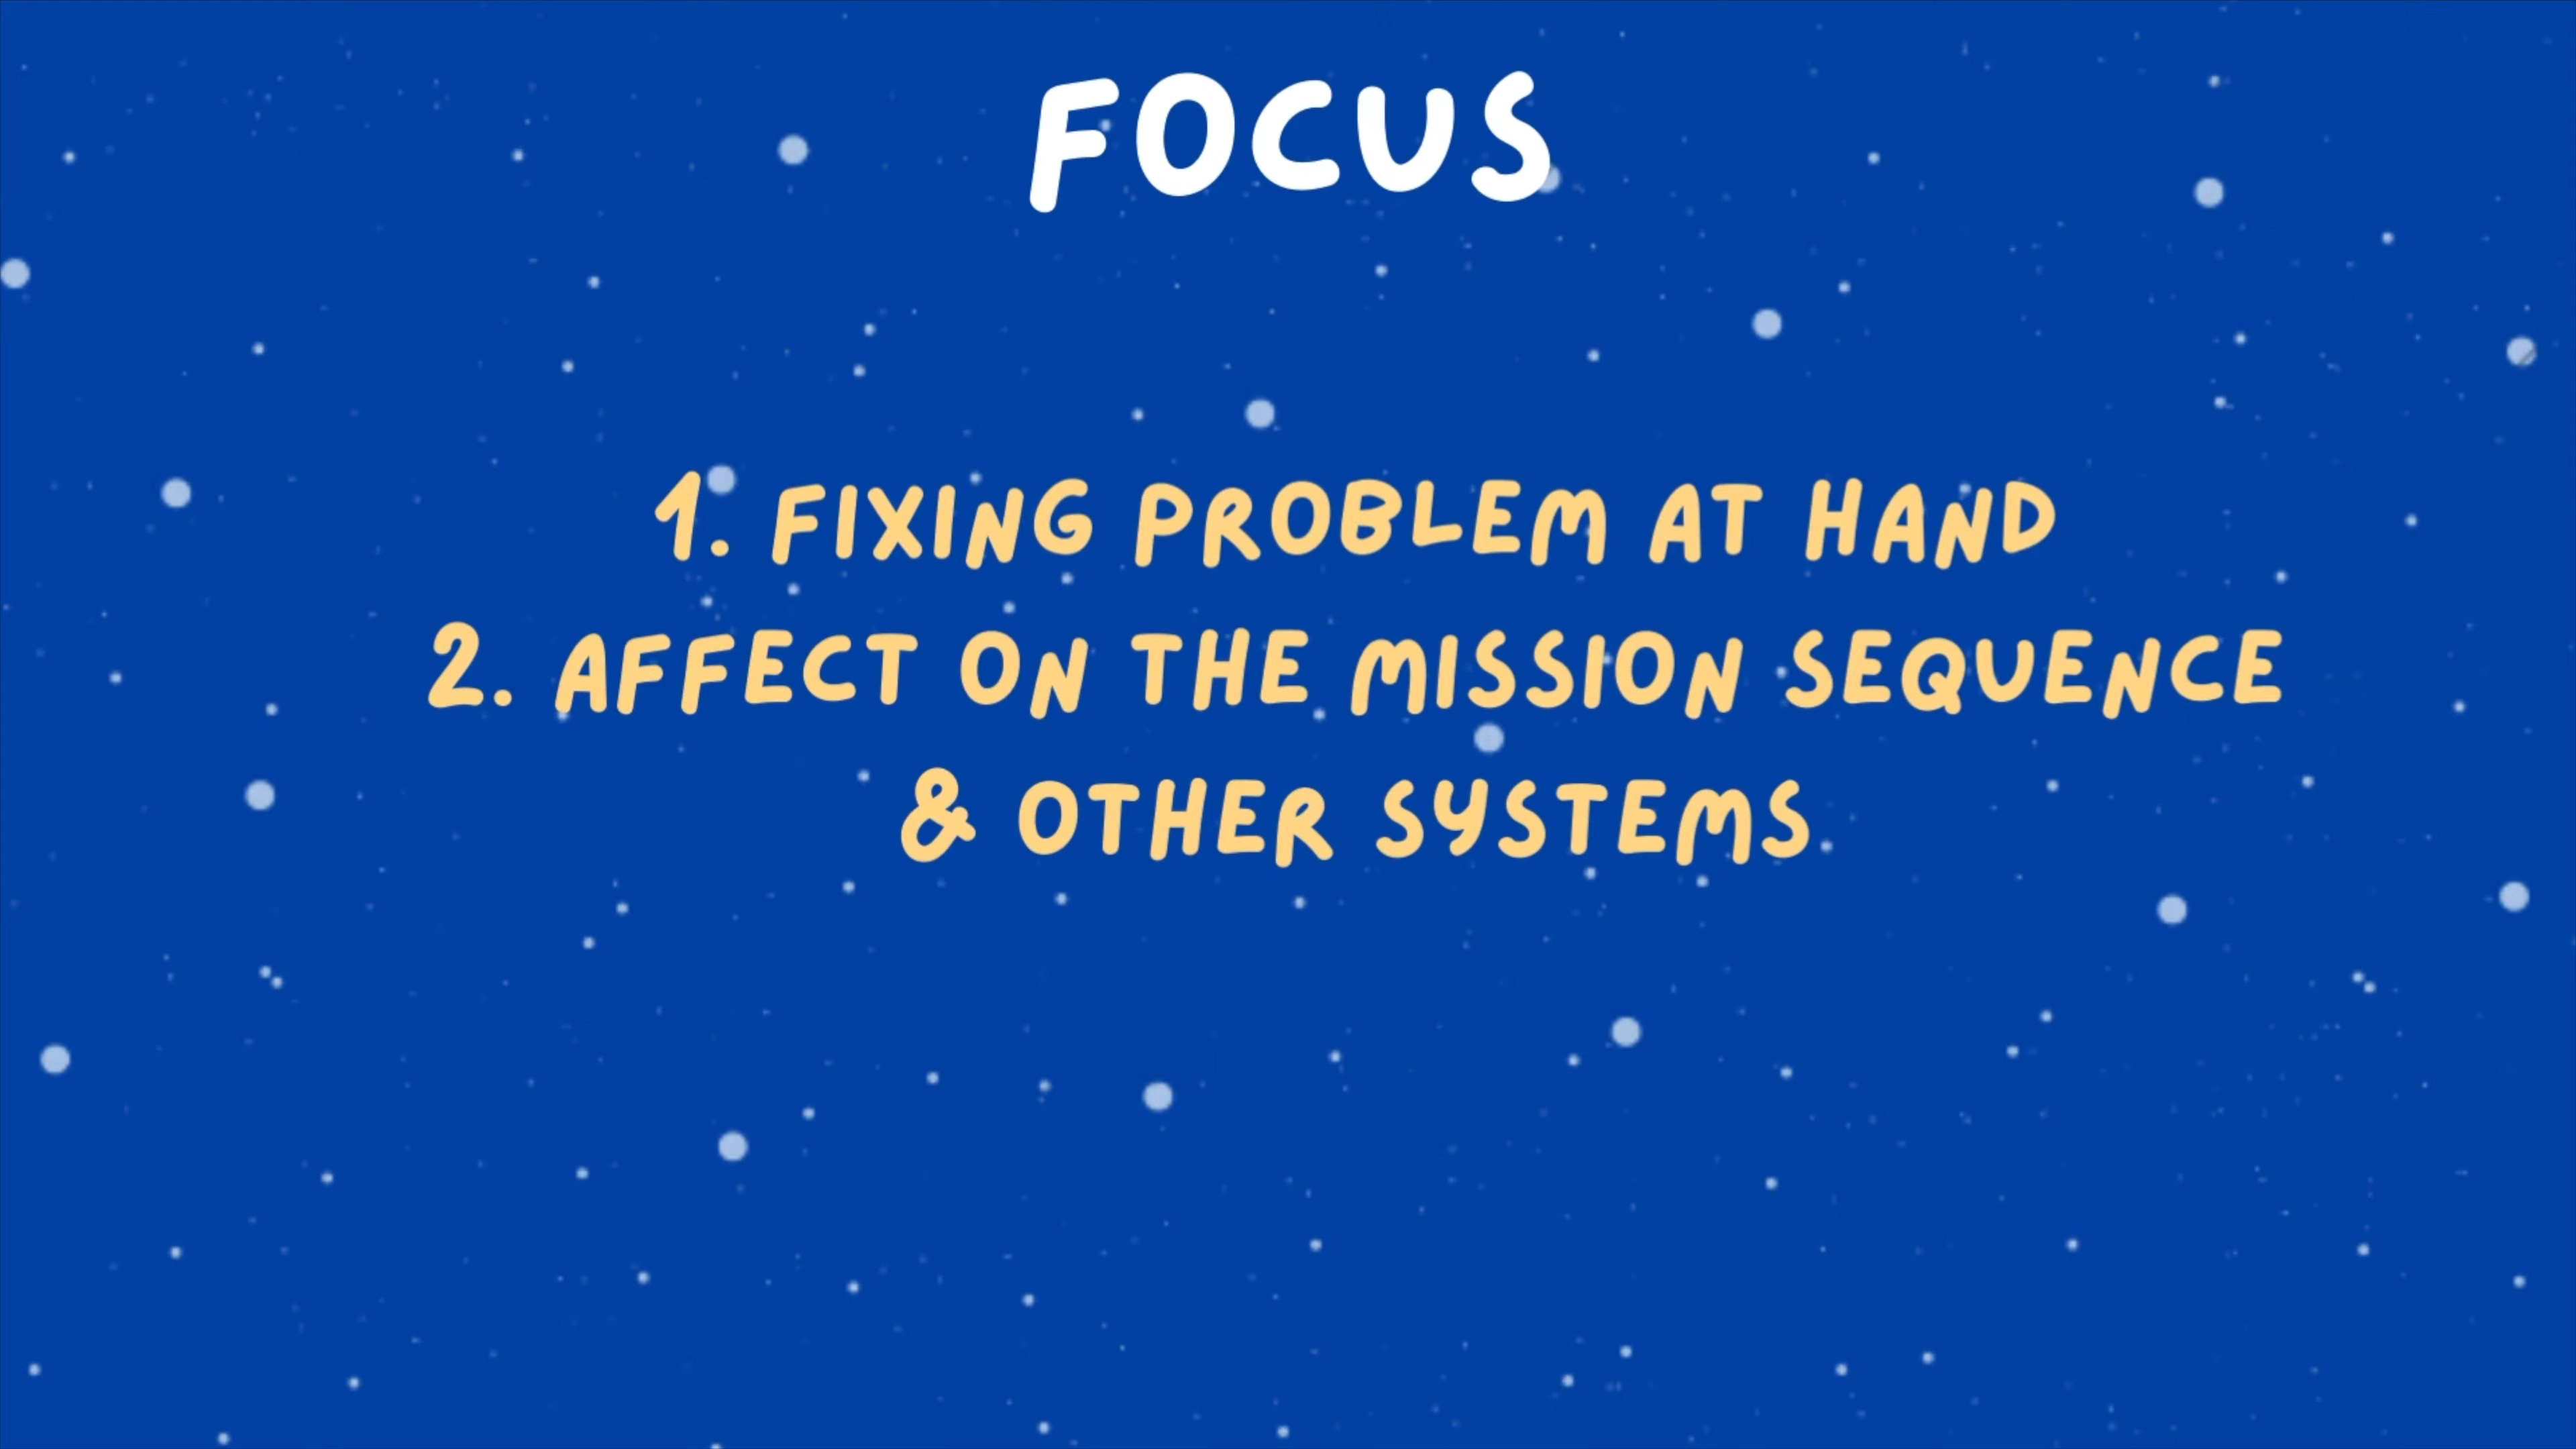 FOCUS
1. FIXING PROBLEM AT HAND
2. AFFECT ON THE MISSION SEQUENCE
& OTHER SYSTEMS